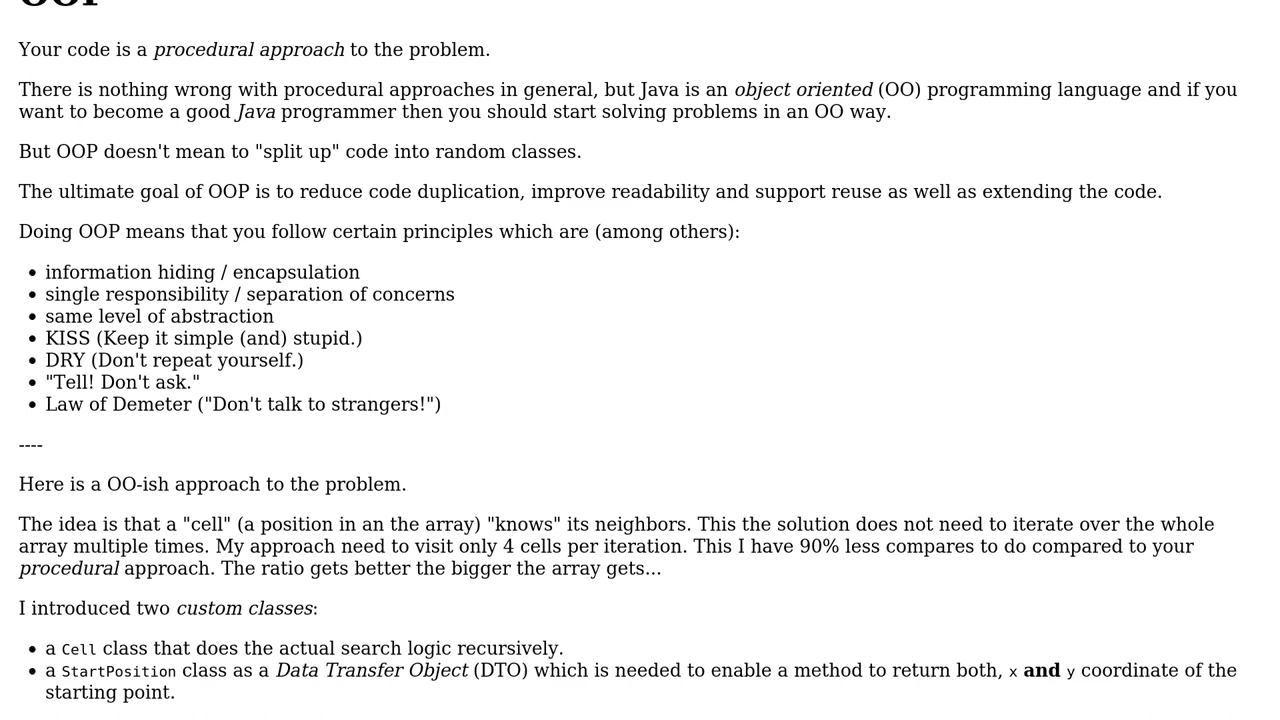 OOP
Your code is a procedural approach to the problem.
There is nothing wrong with procedural approaches in general, but Java is an object oriented (OO) programming language and if you
want to become a good Java programmer then you should start solving problems in an OO way.
But OOP doesn't mean to "split up" code into random classes.
The ultimate goal of OOP is to reduce code duplication, improve readability and support reuse as well as extending the code.
Doing OOP means that you follow certain principles which are (among others):
• information hiding / encapsulation
• single responsibility / separation of concerns
• same level of abstraction
• KISS (Keep it simple (and) stupid.)
• DRY (Don't repeat yourself.)
• "Tell! Don't ask."
• Law of Demeter ("Don't talk to strangers!")
----
Here is a OO-ish approach to the problem.
The idea is that a "cell" (a position in an the array) "knows" its neighbors. This the solution does not need to iterate over the whole
array multiple times. My approach need to visit only 4 cells per iteration. This I have 90% less compares to do compared to your
procedural approach. The ratio gets better the bigger the array gets...
I introduced two custom classes:
• a Cell class that does the actual search logic recursively.
• a StartPosition class as a Data Transfer Object (DTO) which is needed to enable a method to return both, x and y coordinate of the
starting point.